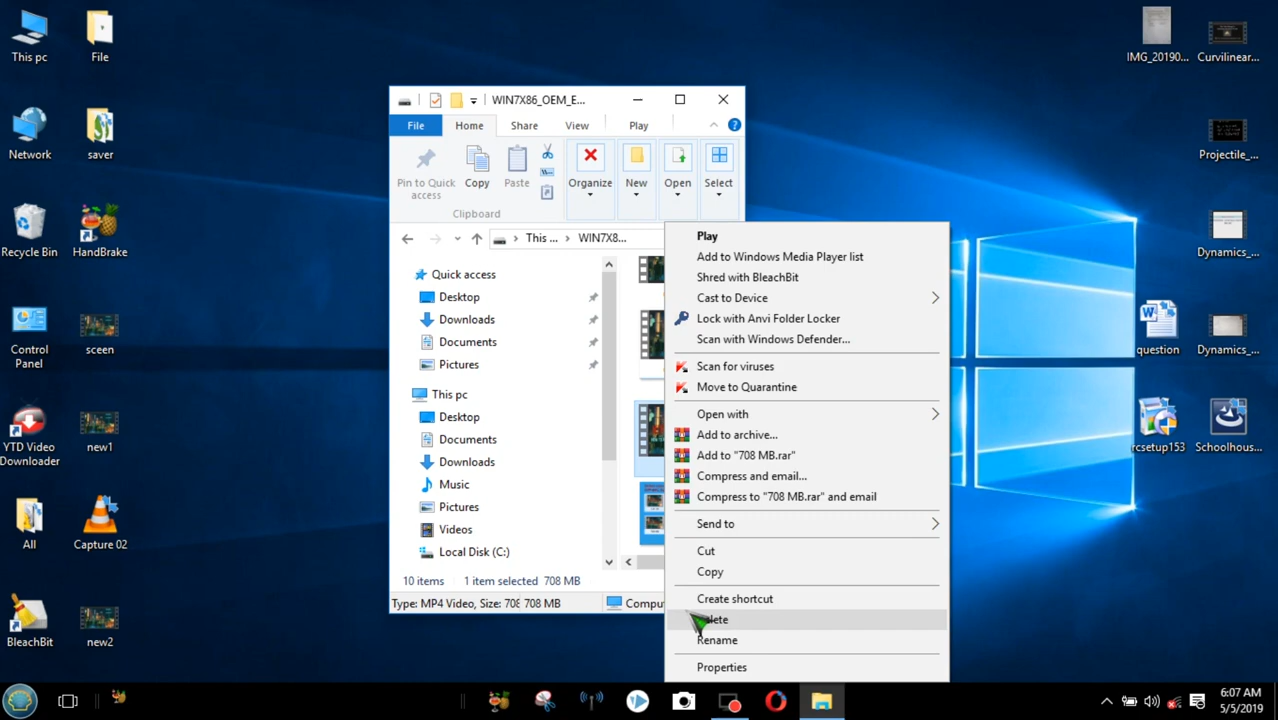 This pc
File
Network
saver
Recycle Bin
HandBrake
Control
Panel
sceen
YTD Video
Downloader
new1
All
Capture 02
BleachBit
new2
WIN7X86_OEM_E...
File
Home
Share
View
Play
Pin to Quick
access
Copy
Paste
Organize
New
Open
Select
Clipboard
This ...
WIN7X8...
Quick access
Desktop
Downloads
Documents
Pictures
This pc
Desktop
Documents
Downloads
Music
Pictures
Videos
Local Disk (C:)
10 items
1 item selected 708 MB
Type: MP4 Video, Size: 708 708 MB
Compu
Play
Add to Windows Media Player list
Shred with BleachBit
Cast to Device
Lock with Anvi Folder Locker
Scan with Windows Defender...
Scan for viruses
Move to Quarantine
Open with
Add to archive...
Add to "708 MB.rar"
Compress and email...
Compress to "708 MB.rar" and email
Send to
Cut
Copy
Create shortcut
lete
Rename
Properties
IMG_20190...
Curvilinear...
Projectile_...
Dynamics_...
question
Dynamics_...
rcsetup153
Schoolhous...
6:07 AM
5/5/2019